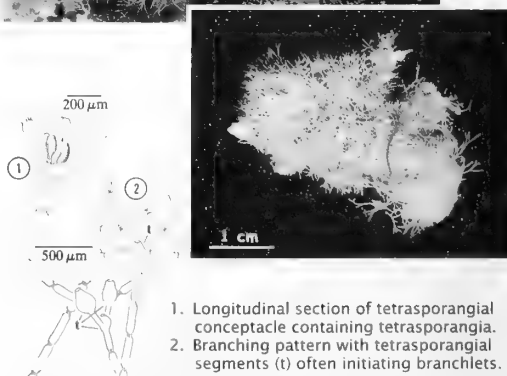 200 μm
1
2
t
500 μm
t
1 cm
1. Longitudinal section of tetrasporangial
conceptacle containing tetrasporangia.
2. Branching pattern with tetrasporangial
segments (t) often initiating branchlets.